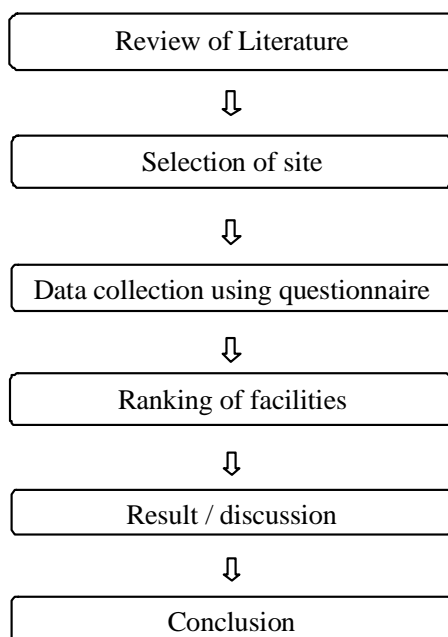 Review of Literature
Selection of site
Data collection using questionnaire
Ranking of facilities
Result / discussion
Conclusion